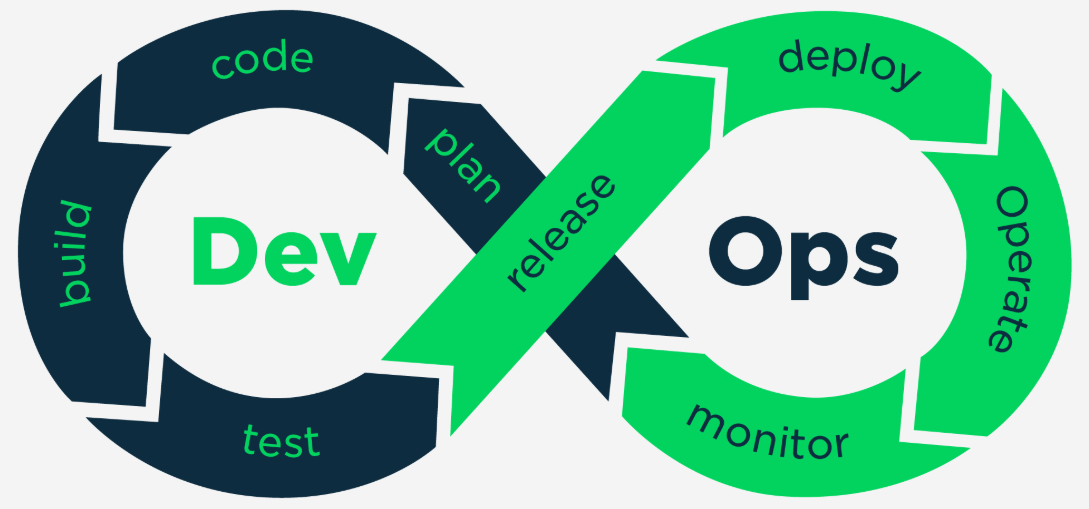 code
plan
build
Dev
test
release
deploy
Operate
monitor
Ops